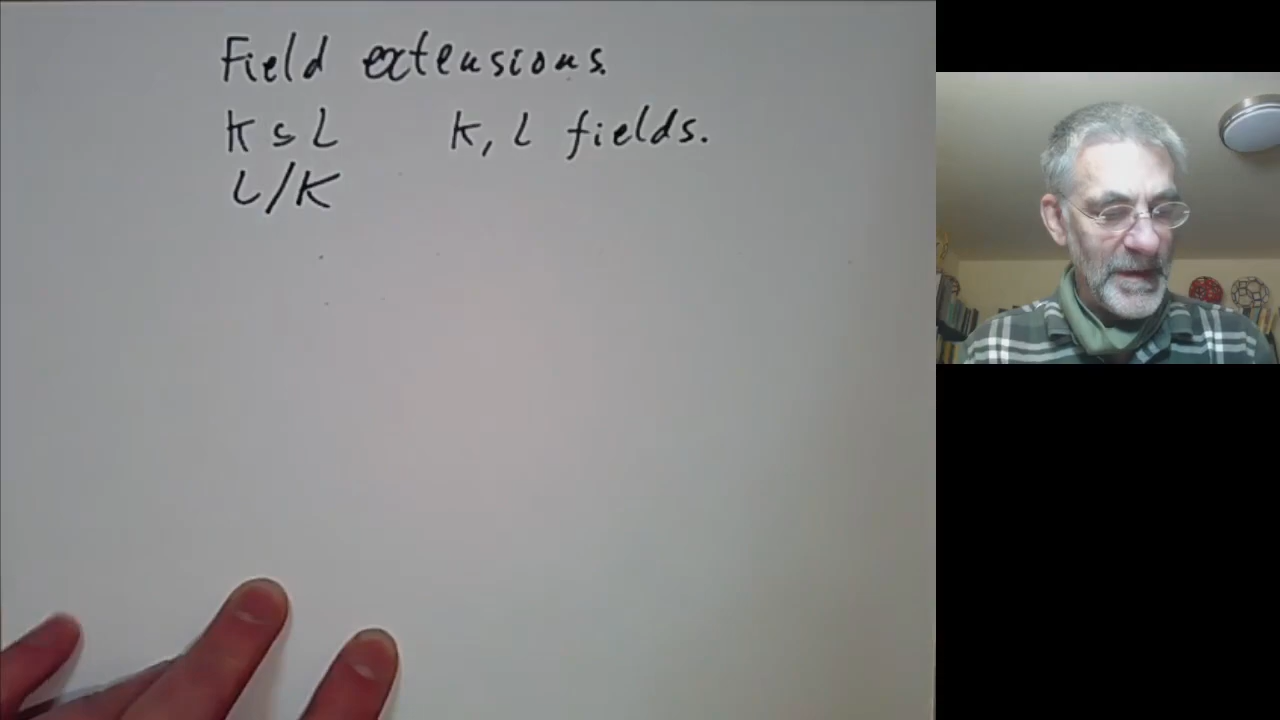 Field extensions.
K ⊆ L K, L fields.
L/K